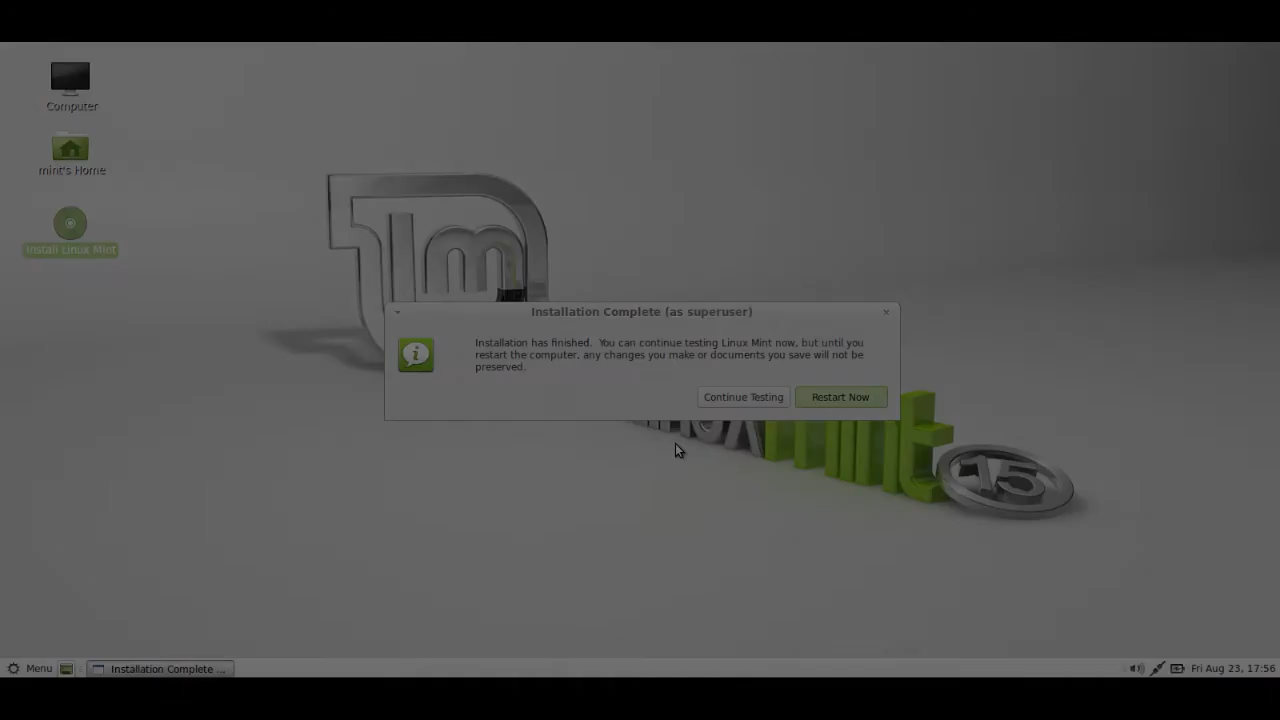 Computer
mint's Home
Install Linux Mint
Installation Complete (as superuser)
Installation has finished. You can continue testing Linux Mint now, but until you
restart the computer, any changes you make or documents you save will not be
preserved.
Continue Testing
Restart Now
15
Menu
Installation Complete ...
Fri Aug 23, 17:56